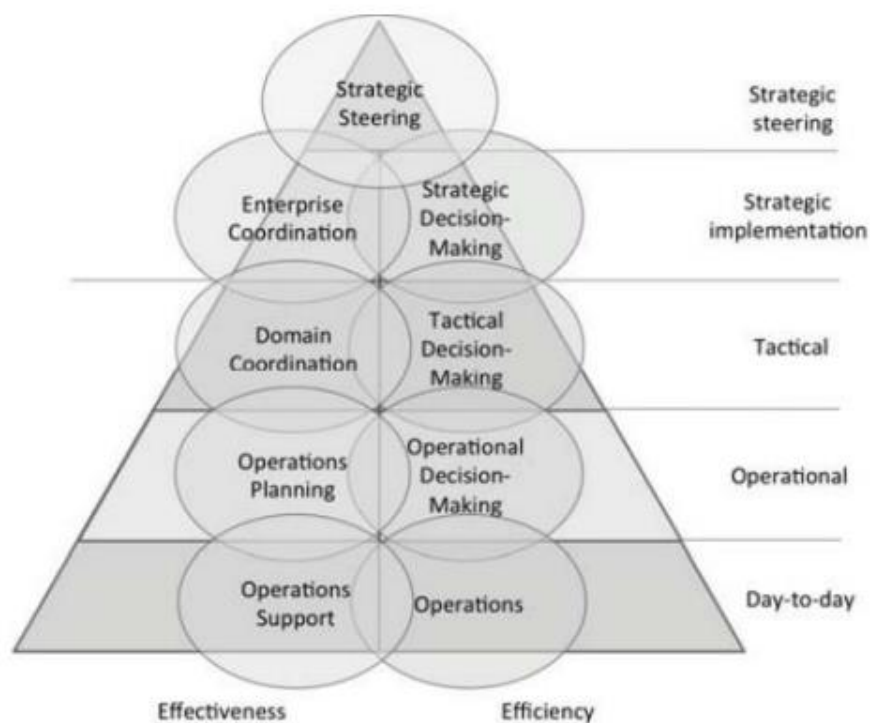 Strategic
Steering
Strategic
steering
Enterprise
Coordination
Strategic
Decision-
Making
Strategic
implementation
Domain
Coordination
Tactical
Decision-
Making
Tactical
Operations
Planning
Operational
Decision-
Making
Operational
Operations
Support
Operations
Day-to-day
Effectiveness
Efficiency